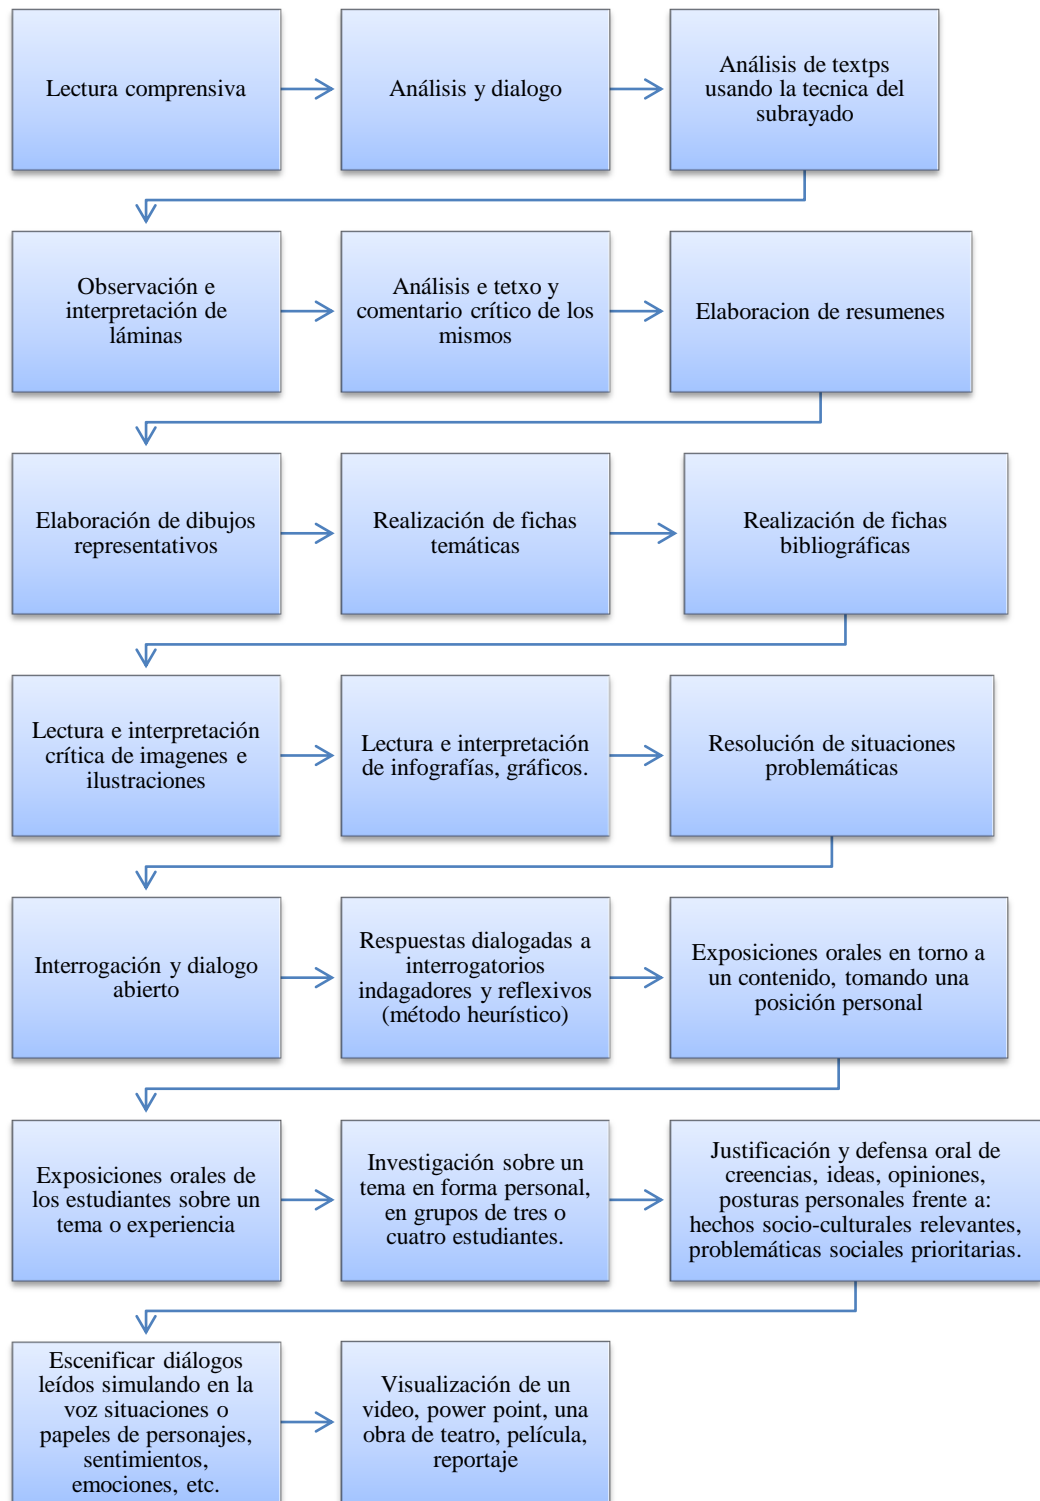 Lectura comprensiva
Análisis y dialogo
Análisis de textps
usando la tecnica del
subrayado
Observación e
interpretación de
láminas
Análisis e tetxo y
comentario crítico de los
mismos
Elaboracion de resumenes
Elaboración de dibujos
representativos
Realización de fichas
temáticas
Realización de fichas
bibliográficas
Lectura e interpretación
crítica de imagenes e
ilustraciones
Lectura e interpretación
de infografías, gráficos.
Resolución de situaciones
problemáticas
Interrogación y dialogo
abierto
Respuestas dialogadas a
interrogatorios
indagadores y reflexivos
(método heurístico)
Exposiciones orales en torno a
un contenido, tomando una
posición personal
Exposiciones orales de
los estudiantes sobre un
tema o experiencia
Investigación sobre un
tema en forma personal,
en grupos de tres o
cuatro estudiantes.
Justificación y defensa oral de
creencias, ideas, opiniones,
posturas personales frente a:
hechos socio-culturales relevantes,
problemáticas sociales prioritarias.
Escenificar diálogos
leídos simulando en la
voz situaciones o
papeles de personajes,
sentimientos,
emociones, etc.
Visualización de un
video, power point, una
obra de teatro, película,
reportaje